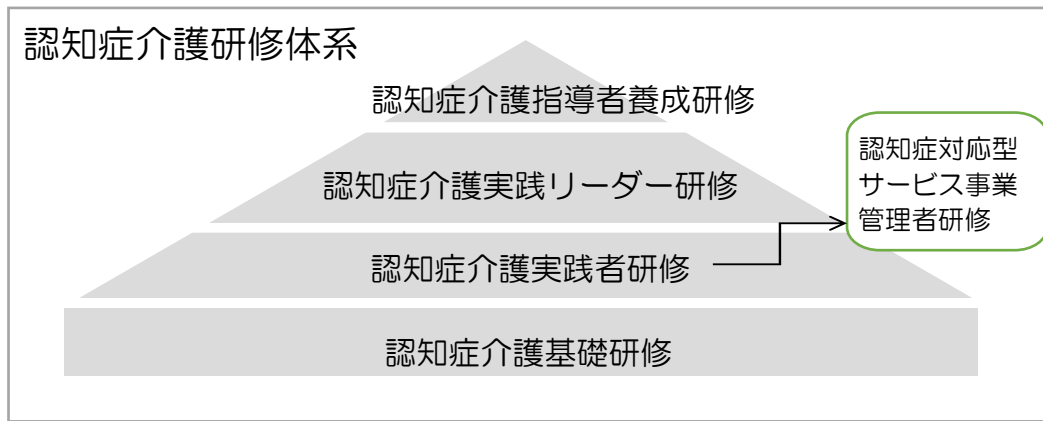 認知症介護研修体系
認知症介護指導者養成研修
認知症介護実践リーダー研修
認知症介護実践者研修
認知症介護基礎研修
認知症対応型
サービス事業
管理者研修